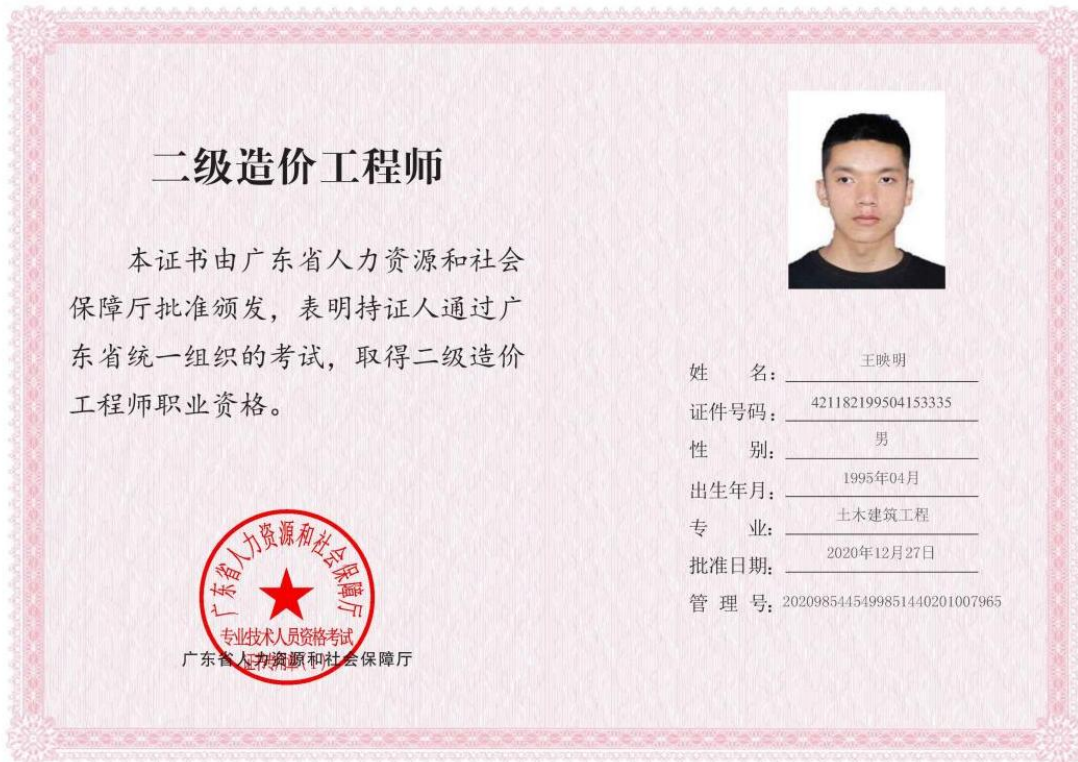 二级造价工程师
本证书由广东省人力资源和社会
保障厅批准颁发，表明持证人通过广
东省统一组织的考试，取得二级造价
工程师职业资格。
广东省人力资源和社会保障厅
专业技术人员资格考试
广东省人力资源和社会保障厅
姓 名：王映明
证件号码：421182199504153335
性 别：男
出生年月：1995年04月
专 业：土木建筑工程
批准日期：2020年12月27日
管 理 号：2020985445499851440201007965